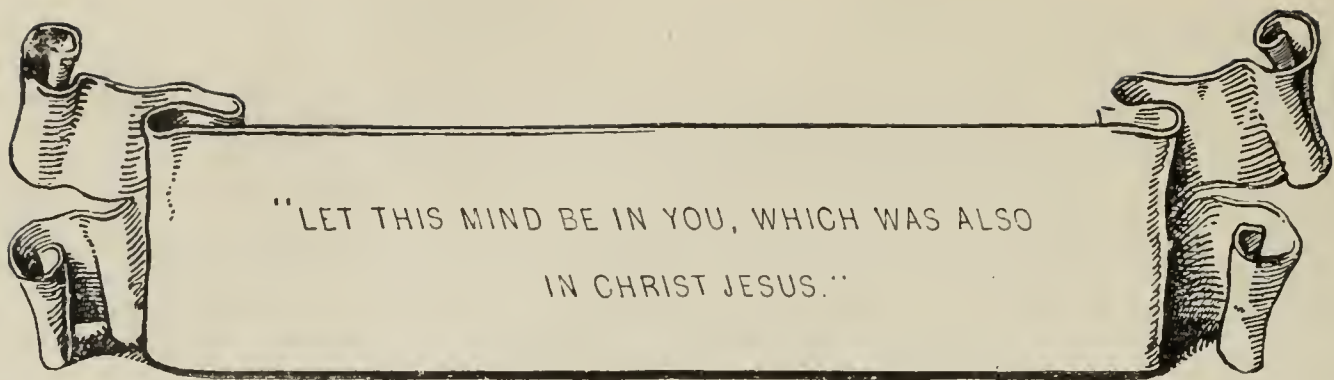 "LET THIS MIND BE IN YOU, WHICH WAS ALSO
IN CHRIST JESUS."